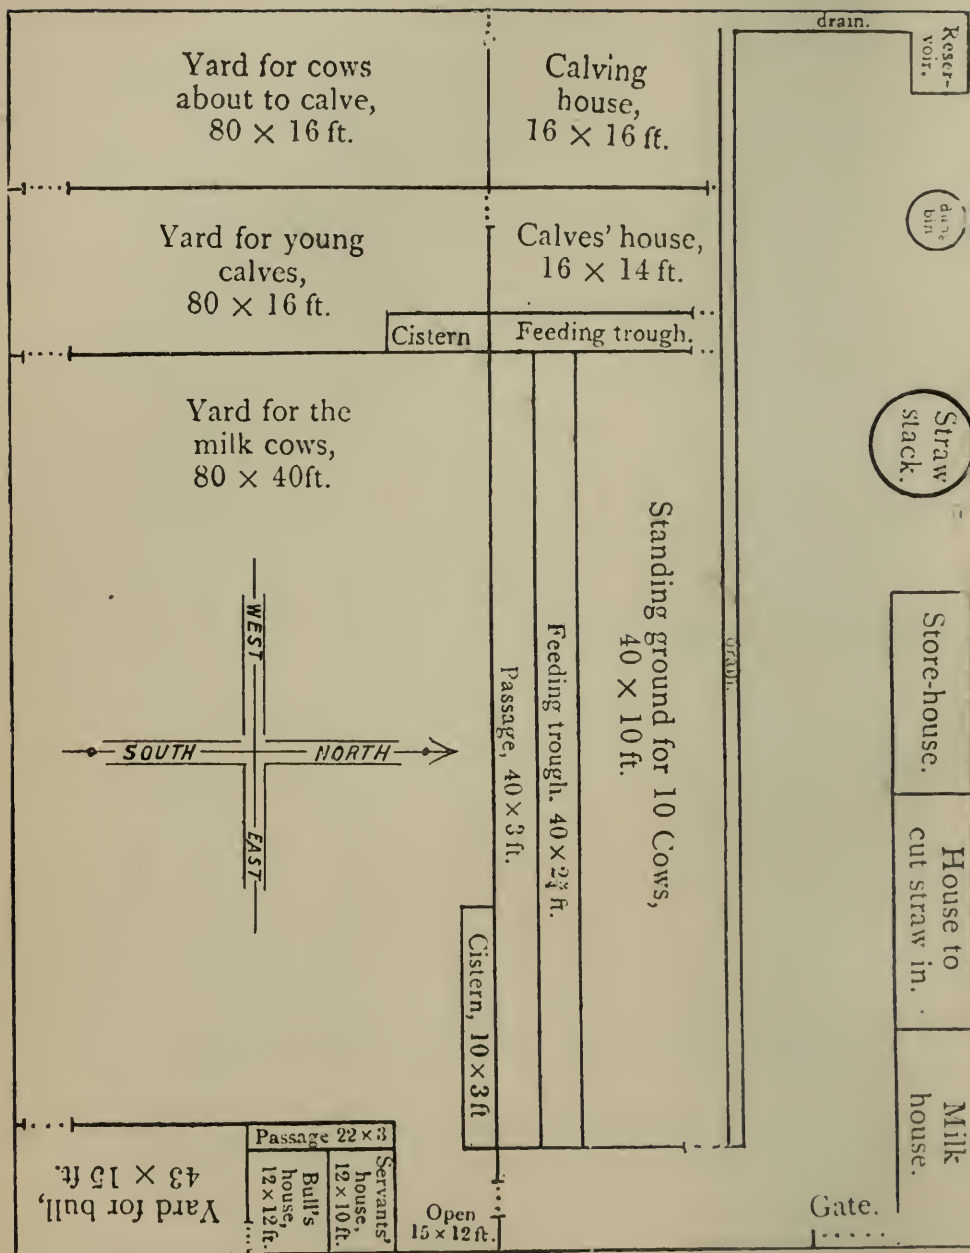 drain.
Reser-
voir.
Yard for cows
about to calve,
80 × 16 ft.
Calving
house,
16 × 16 ft.
dung
bin
Yard for young
calves,
80 × 16 ft.
Calves' house,
16 × 14 ft.
Cistern
Feeding trough.
Straw
stack.
Yard for the
milk cows,
80 × 40ft.
Standing ground for 10 Cows,
40 × 10 ft.
drain.
Feeding trough. 40 × 2¾ ft.
Passage, 40 × 3 ft.
WEST
SOUTH
NORTH
EAST
Store-house.
House to
cut straw in.
Cistern, 10 × 3 ft
Milk
house.
Passage 22 × 3
Yard for bull,
43 × 15 ft.
Bull's
house,
12 × 12 ft.
Servants'
house,
12 × 10 ft.
Open
15 × 12 ft.
Gate.